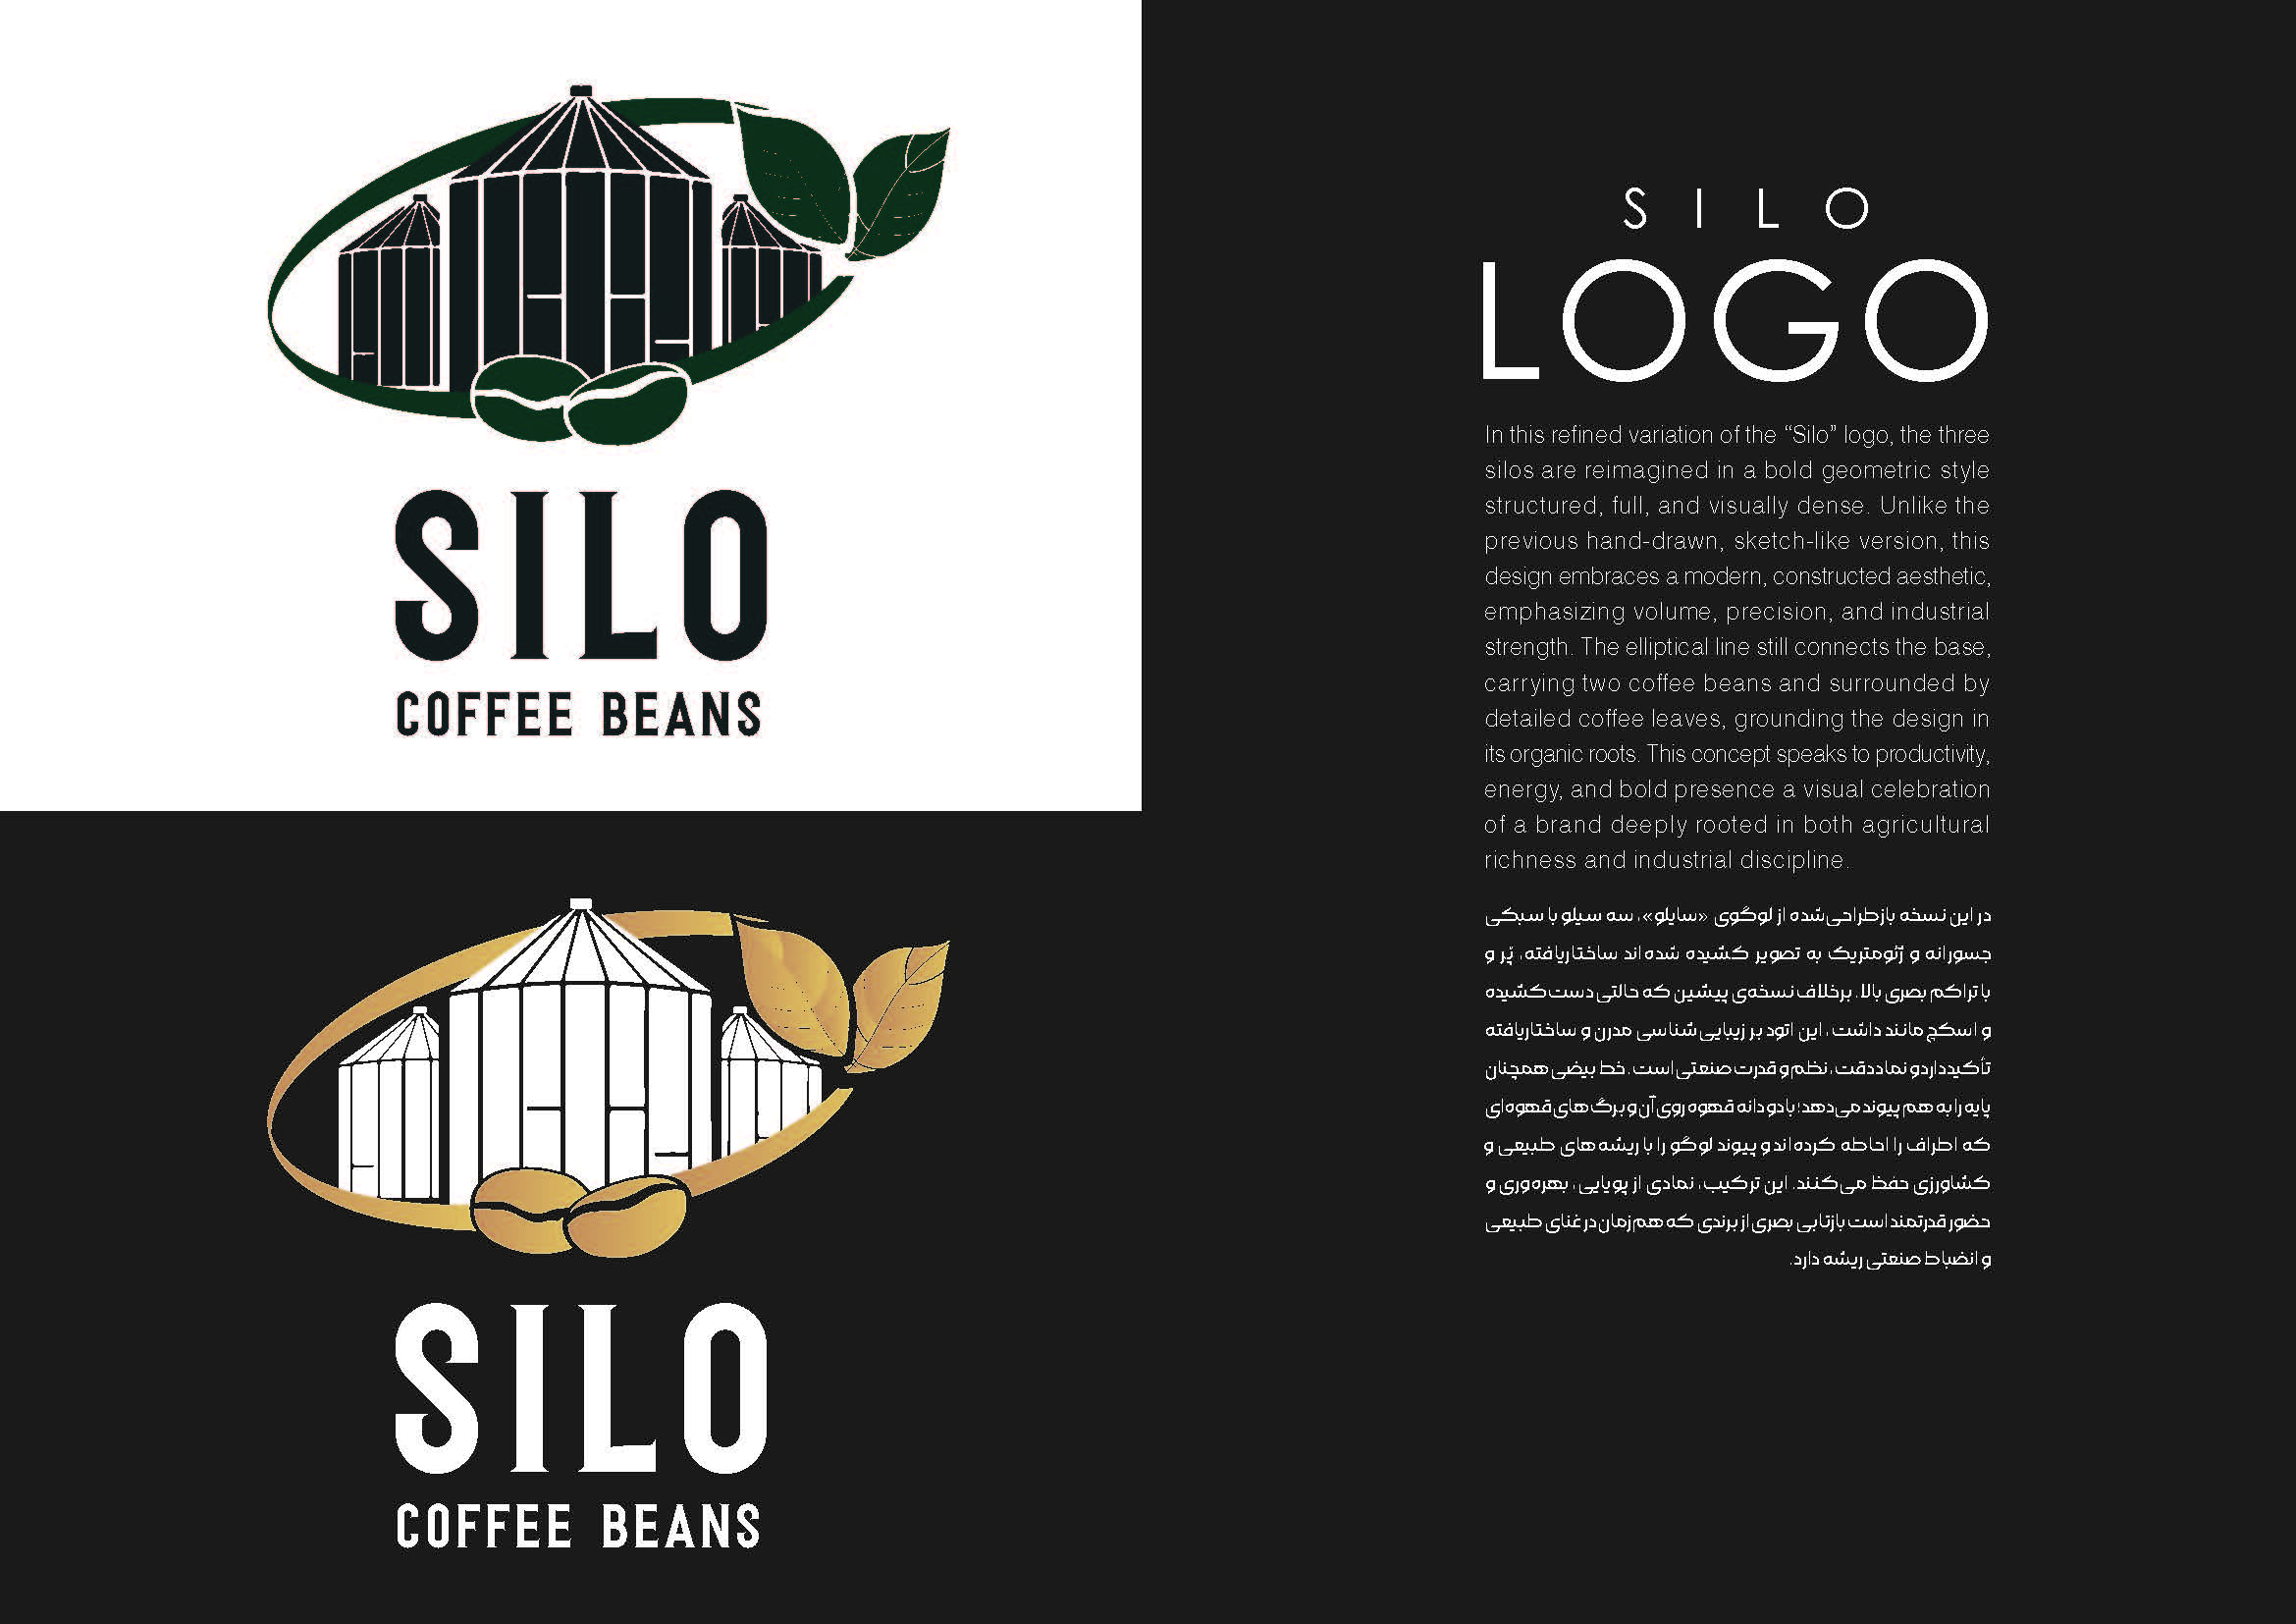 SILO
COFFEE BEANS
SILO
COFFEE BEANS
SILO
LOGO
In this refined variation of the “Silo” logo, the three
silos are reimagined in a bold geometric style
structured, full, and visually dense. Unlike the
previous hand-drawn, sketch-like version, this
design embraces a modern, constructed aesthetic,
emphasizing volume, precision, and industrial
strength. The elliptical line still connects the base,
carrying two coffee beans and surrounded by
detailed coffee leaves, grounding the design in
its organic roots. This concept speaks to productivity,
energy, and bold presence a visual celebration
of a brand deeply rooted in both agricultural
richness and industrial discipline.
در این نسخه بازطراحی‌شده از لوگوی «سایلو»، سه سیلو با سبکی
جسورانه و ژئومتریک به تصویر کشیده شده‌اند ساختاریافته، پُر و
با تراکم بصری بالا. برخلاف نسخه‌ی پیشین که حالتی دست‌کشیده
و اسکچ مانند داشت، این اتود بر زیبایی‌شناسی مدرن و ساختاریافته
تأکید دارد و نماد دقت، نظم و قدرت صنعتی است. خط بیضی همچنان
پایه را به هم پیوند می‌دهد؛ با دو دانه قهوه روی آن و برگ‌های قهوه‌ای
که اطراف را احاطه کرده‌اند و پیوند لوگو را با ریشه‌های طبیعی و
کشاورزی حفظ می‌کنند. این ترکیب، نمادی از پویایی، بهره‌وری و
حضور قدرتمند است بازتابی بصری از برندی که هم‌زمان در غنای طبیعی
و انضباط صنعتی ریشه دارد.